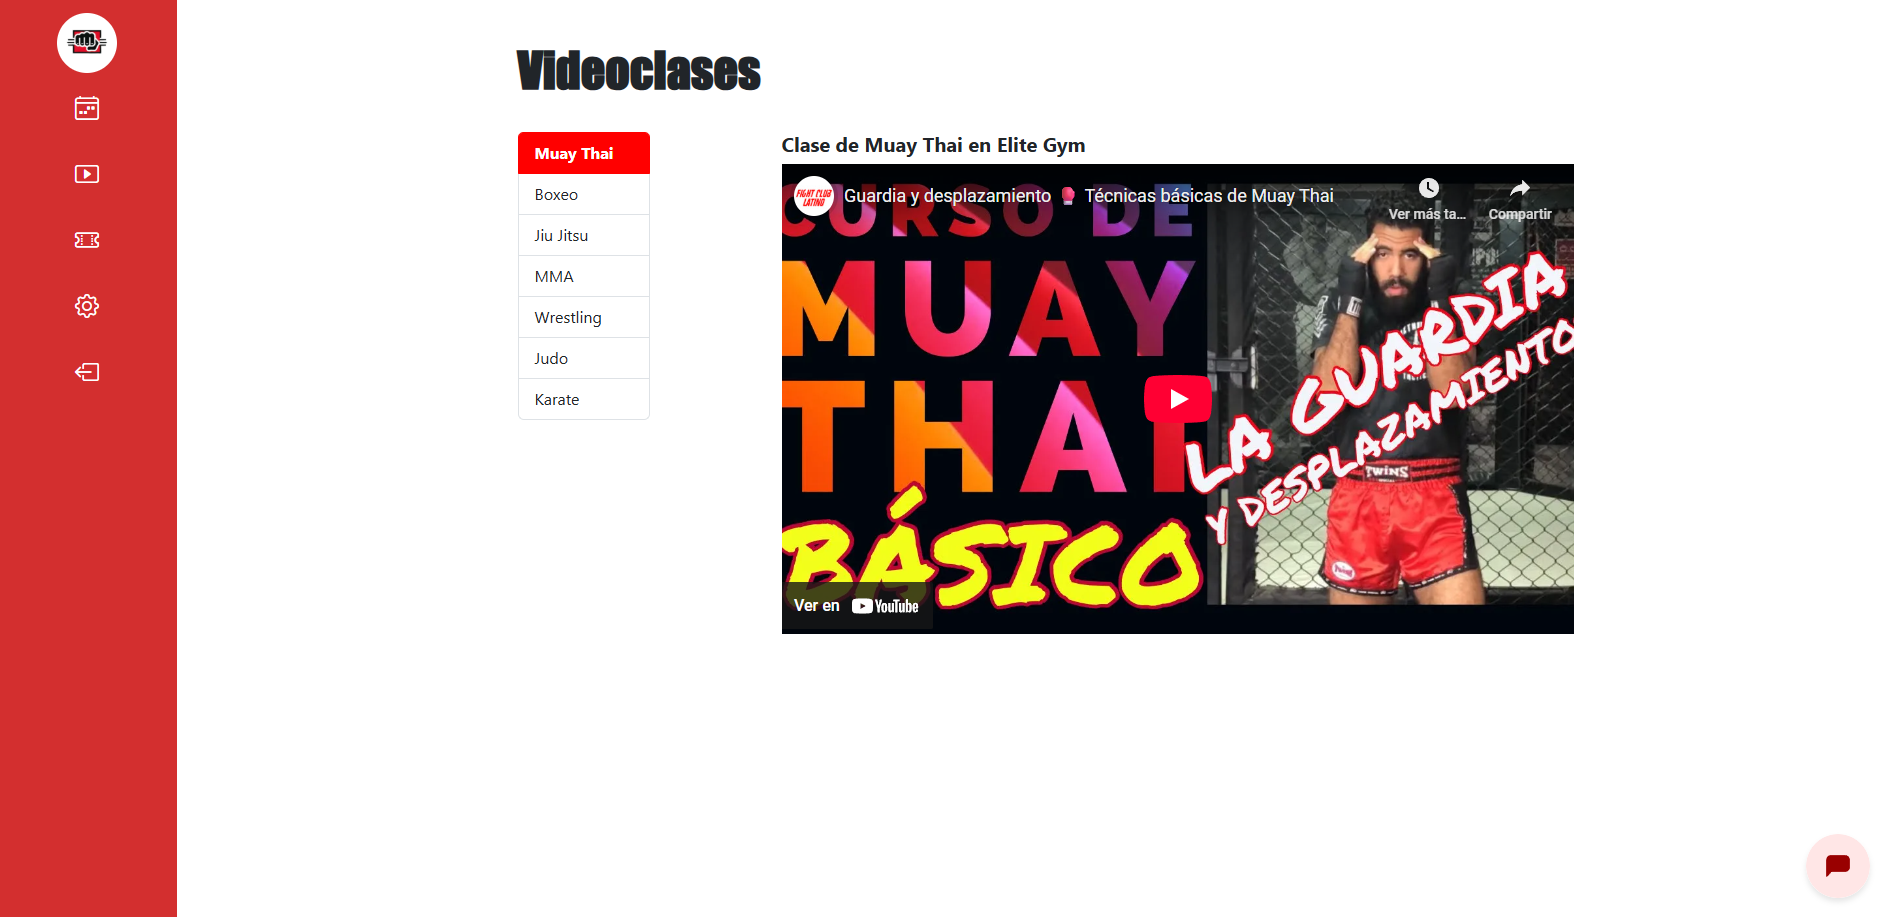 Videoclases
Muay Thai
Boxeo
Jiu Jitsu
MMA
Wrestling
Judo
Karate
Clase de Muay Thai en Elite Gym
FIGHT CLUB
LATINO
Guardia y desplazamiento 🥊 Técnicas básicas de Muay Thai
Ver más ta...
Compartir
CURSO DE
MUAY
THAI
BÁSICO
LA GUARDIA
Y DESPLAZAMIENTO
TWINS
Ver en YouTube